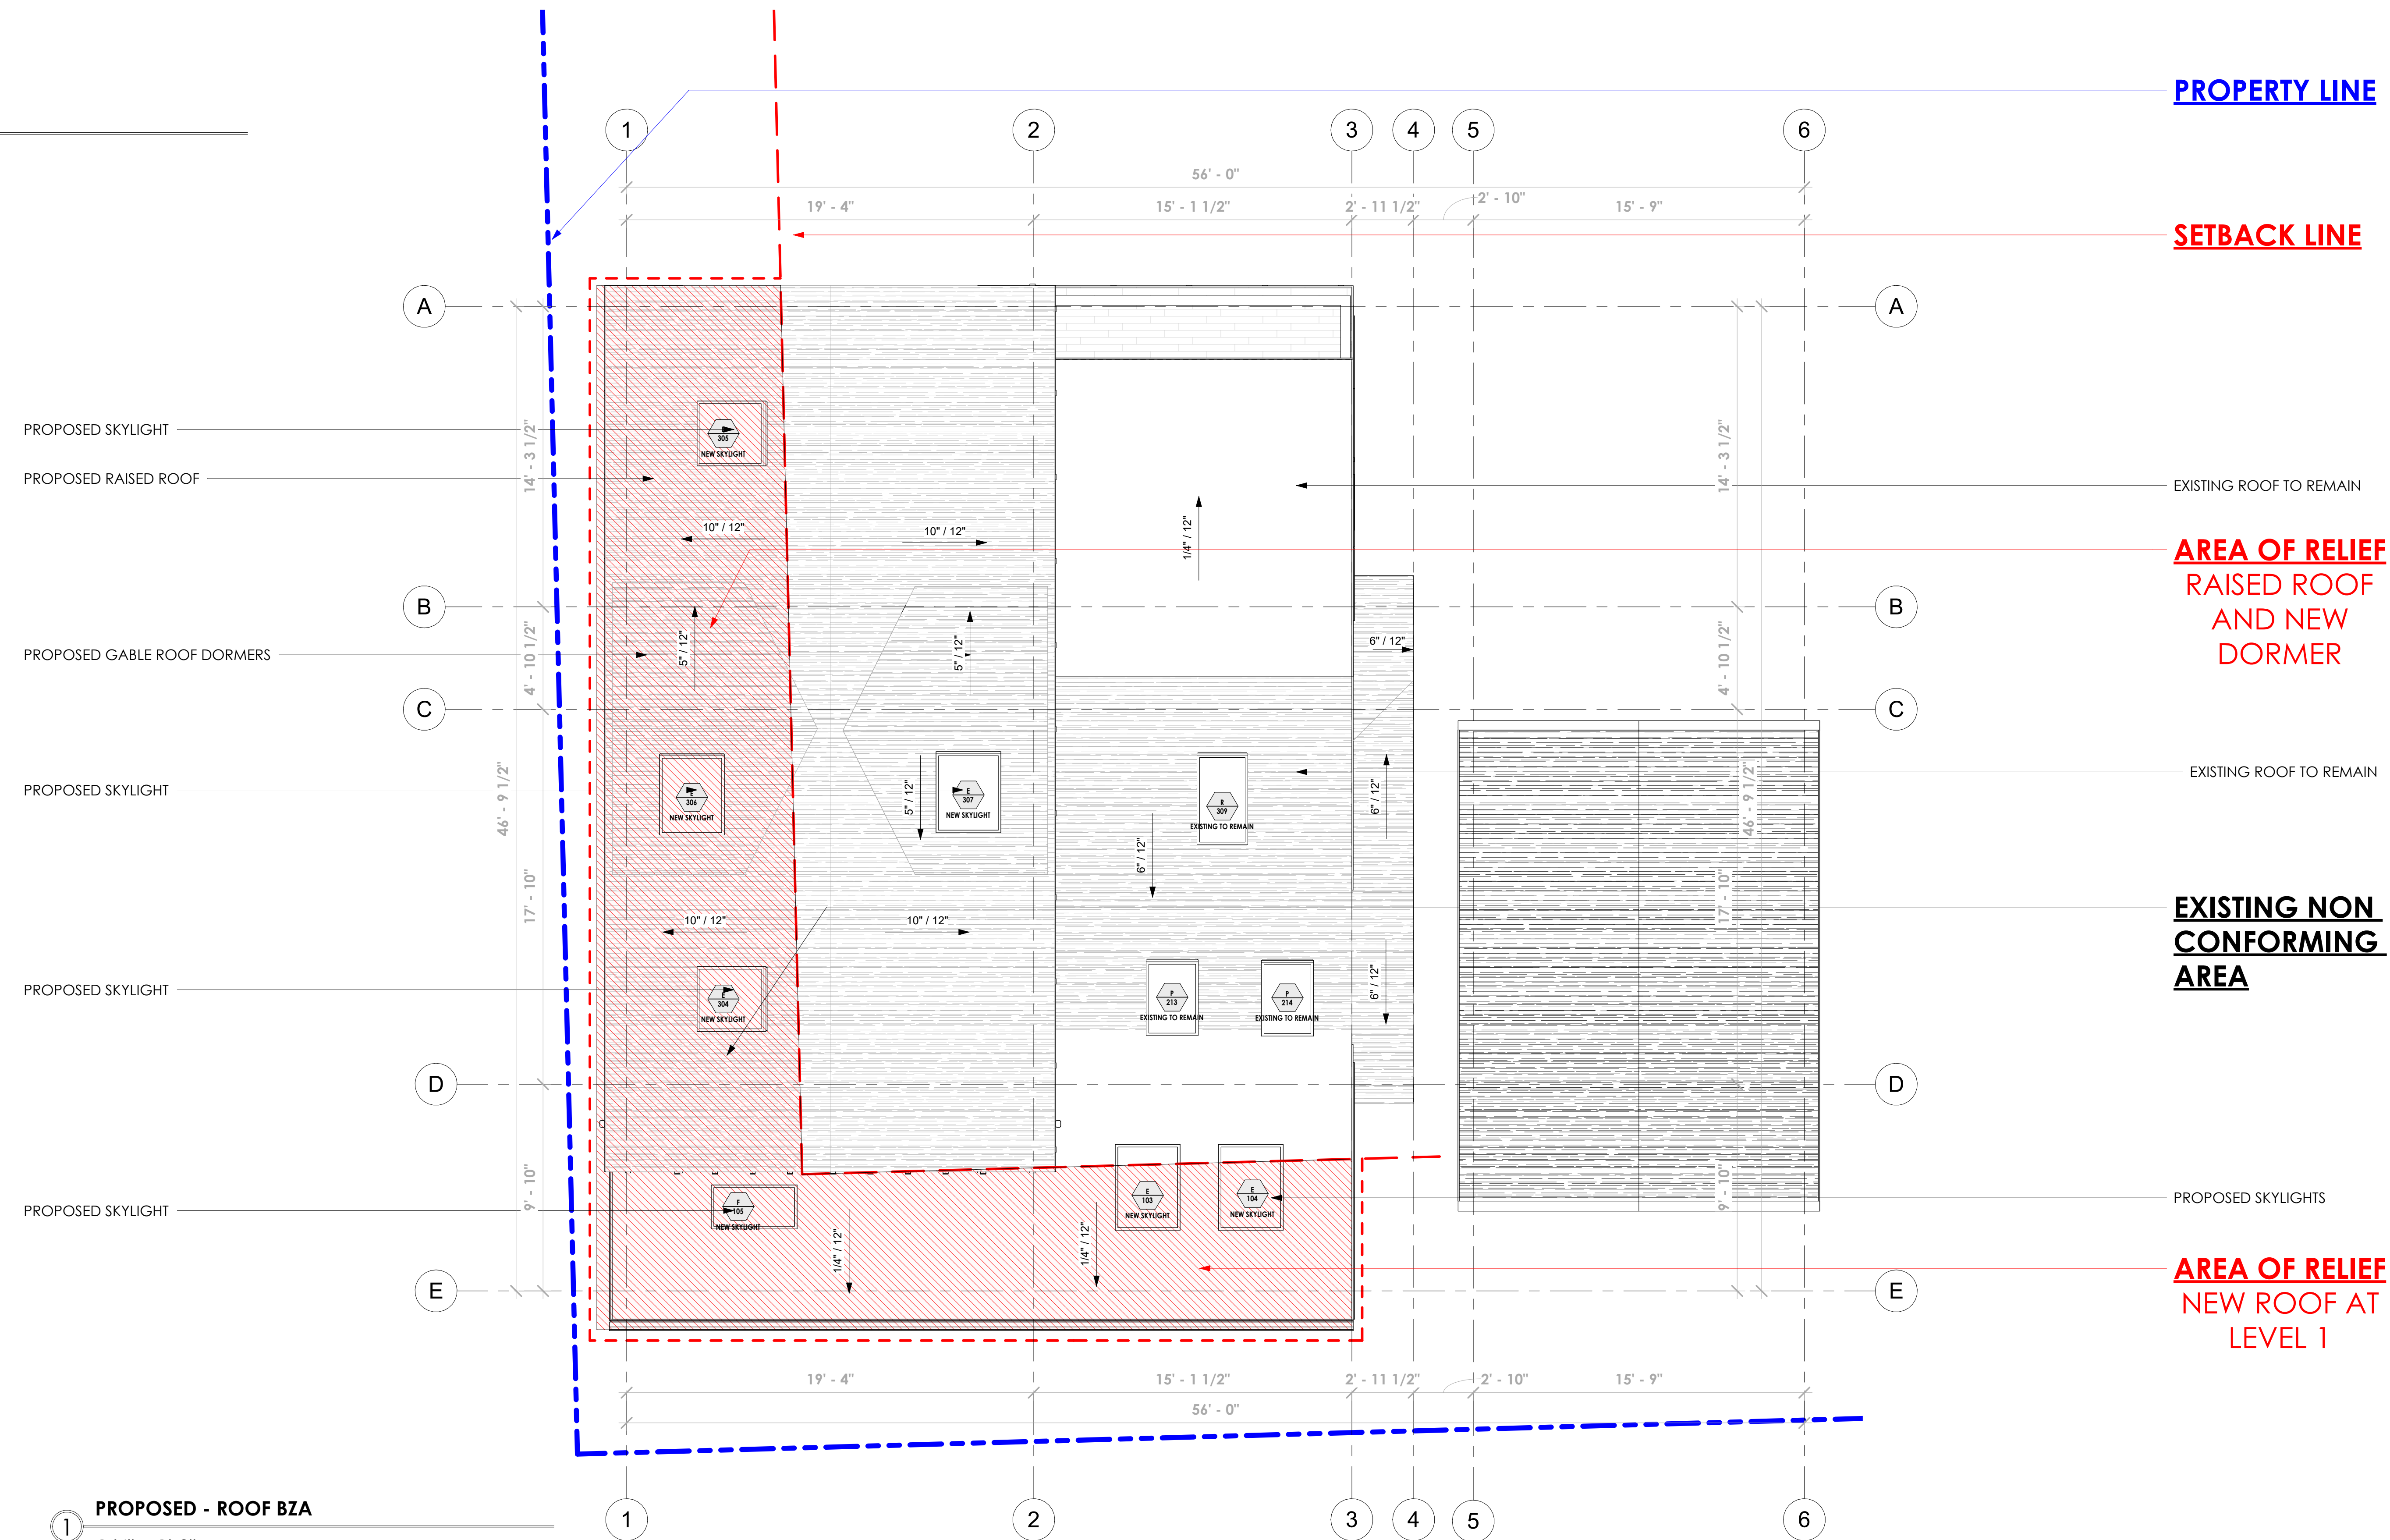 PROPERTY LINE
1
2
3
4
5
6
56' - 0"
19' - 4"
15' - 1 1/2"
2' - 11 1/2"
2' - 10"
15' - 9"
SETBACK LINE
A
A
PROPOSED SKYLIGHT
305
NEW SKYLIGHT
14' - 3 1/2"
14' - 3 1/2"
PROPOSED RAISED ROOF
EXISTING ROOF TO REMAIN
10" / 12"
10" / 12"
1/4" / 12"
AREA OF RELIEF
RAISED ROOF
AND NEW
DORMER
B
B
PROPOSED GABLE ROOF DORMERS
5" / 12"
5" / 12"
6" / 12"
4' - 10 1/2"
4' - 10 1/2"
C
C
46' - 9 1/2"
46' - 9 1/2"
EXISTING ROOF TO REMAIN
PROPOSED SKYLIGHT
E
306
NEW SKYLIGHT
5" / 12"
E
307
NEW SKYLIGHT
R
309
EXISTING TO REMAIN
6" / 12"
6" / 12"
17' - 10"
17' - 10"
EXISTING NON
CONFORMING
AREA
10" / 12"
10" / 12"
PROPOSED SKYLIGHT
E
304
NEW SKYLIGHT
P
213
EXISTING TO REMAIN
P
214
EXISTING TO REMAIN
6" / 12"
D
D
9' - 10"
9' - 10"
PROPOSED SKYLIGHT
F
105
NEW SKYLIGHT
E
103
NEW SKYLIGHT
E
104
NEW SKYLIGHT
PROPOSED SKYLIGHTS
1/4" / 12"
1/4" / 12"
AREA OF RELIEF
NEW ROOF AT
LEVEL 1
E
E
19' - 4"
15' - 1 1/2"
2' - 11 1/2"
2' - 10"
15' - 9"
56' - 0"
1
2
3
4
5
6
1
PROPOSED - ROOF BZA